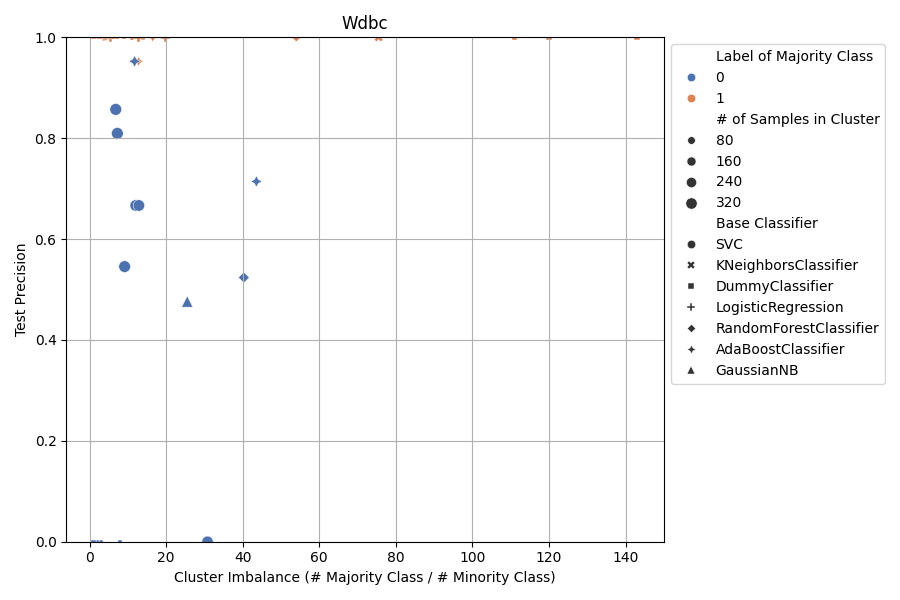 Wdbc
1.0
0.8
0.6
0.4
0.2
0.0
Test Precision
0
20
40
60
80
100
120
140
Cluster Imbalance (# Majority Class / # Minority Class)
Label of Majority Class
0
1
# of Samples in Cluster
80
160
240
320
Base Classifier
SVC
KNeighborsClassifier
DummyClassifier
LogisticRegression
RandomForestClassifier
AdaBoostClassifier
GaussianNB